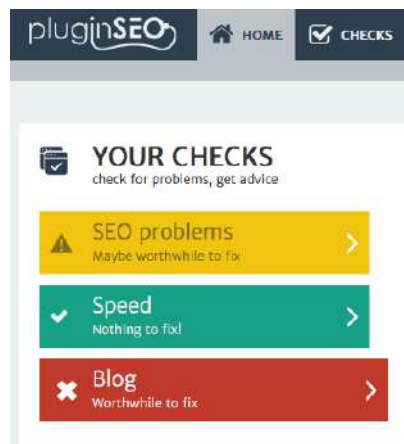 pluginSEO HOME CHECKS
YOUR CHECKS
check for problems, get advice
SEO problems
Maybe worthwhile to fix
Speed
Nothing to fix!
Blog
Worthwhile to fix